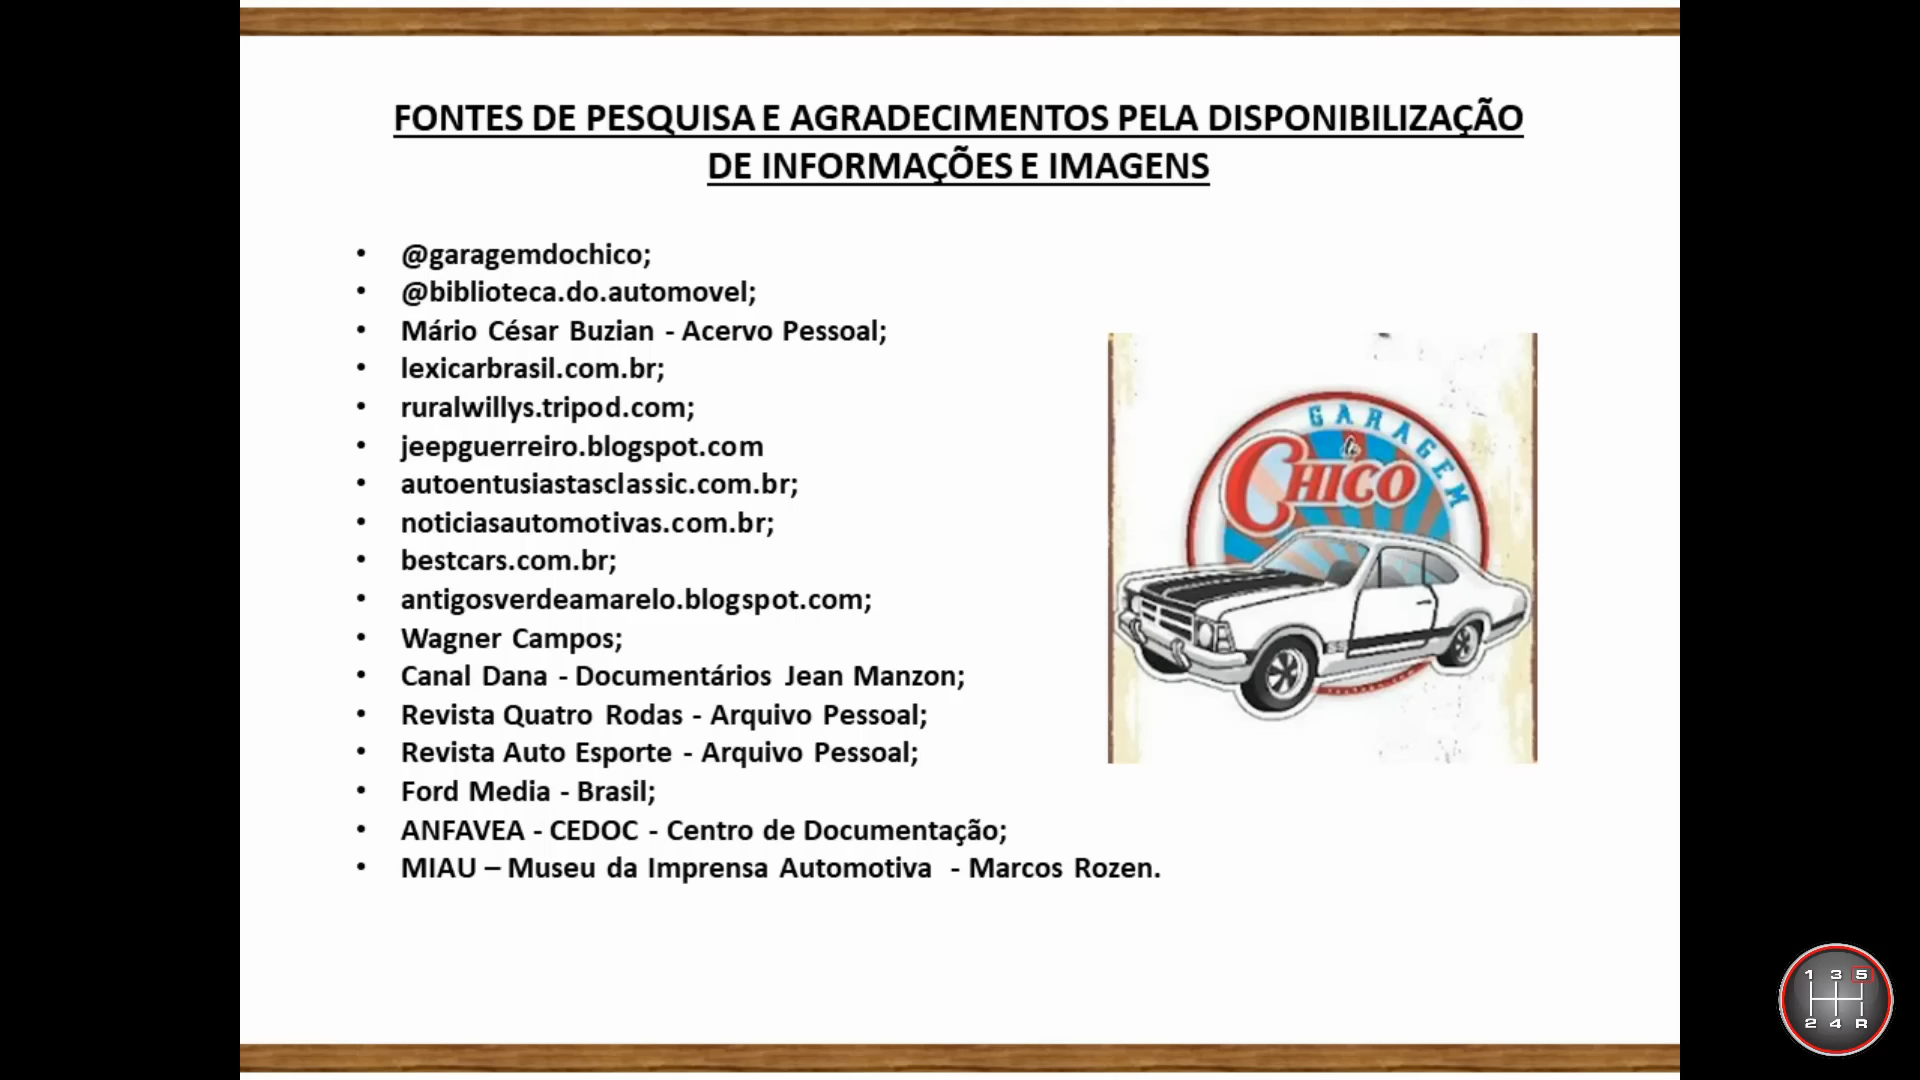 FONTES DE PESQUISA E AGRADECIMENTOS PELA DISPONIBILIZAÇÃO
DE INFORMAÇÕES E IMAGENS
• @garagemdochico;
• @biblioteca.do.automovel;
• Mário César Buzian - Acervo Pessoal;
• lexicarbrasil.com.br;
• ruralwillys.tripod.com;
• jeepguerreiro.blogspot.com
• autoentusiastasclassic.com.br;
• noticiasautomotivas.com.br;
• bestcars.com.br;
• antigosverdeamarelo.blogspot.com;
• Wagner Campos;
• Canal Dana - Documentários Jean Manzon;
• Revista Quatro Rodas - Arquivo Pessoal;
• Revista Auto Esporte - Arquivo Pessoal;
• Ford Media - Brasil;
• ANFAVEA - CEDOC - Centro de Documentação;
• MIAU – Museu da Imprensa Automotiva - Marcos Rozen.
GARAGEM
do
CHICO
SS
1 3 5
2 4 R